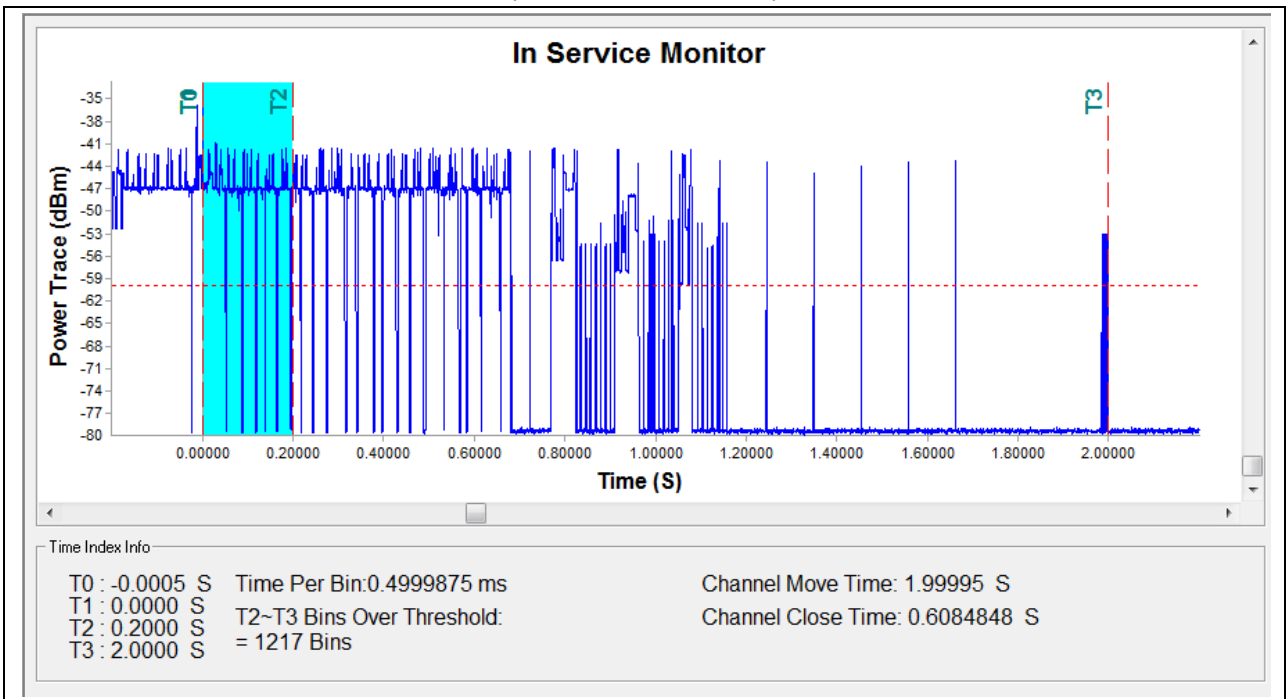 In Service Monitor
T0
T2
T3
Power Trace (dBm)
-35
-38
-41
-44
-47
-50
-53
-56
-59
-62
-65
-68
-71
-74
-77
-80
0.00000 0.20000 0.40000 0.60000 0.80000 1.00000 1.20000 1.40000 1.60000 1.80000 2.00000
Time (S)
Time Index Info
T0 : -0.0005 S
T1 : 0.0000 S
T2 : 0.2000 S
T3 : 2.0000 S
Time Per Bin:0.4999875 ms
T2~T3 Bins Over Threshold:
= 1217 Bins
Channel Move Time: 1.99995 S
Channel Close Time: 0.6084848 S